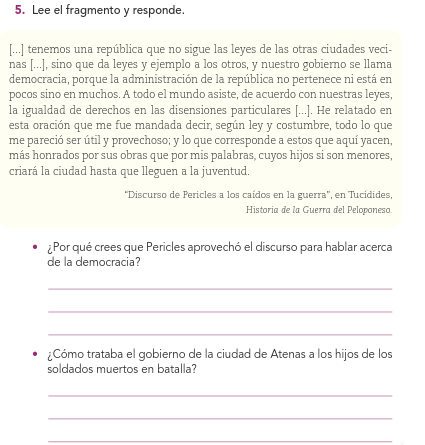 5. Lee el fragmento y responde.
[...] tenemos una república que no sigue las leyes de las otras ciudades veci-
nas [...], sino que da leyes y ejemplo a los otros, y nuestro gobierno se llama
democracia, porque la administración de la república no pertenece ni está en
pocos sino en muchos. A todo el mundo asiste, de acuerdo con nuestras leyes,
la igualdad de derechos en las disensiones particulares [...]. He relatado en
esta oración que me fue mandada decir, según ley y costumbre, todo lo que
me pareció ser útil y provechoso; y lo que corresponde a estos que aquí yacen,
más honrados por sus obras que por mis palabras, cuyos hijos si son menores,
criará la ciudad hasta que lleguen a la juventud.
"Discurso de Pericles a los caídos en la guerra", en Tucídides,
Historia de la Guerra del Peloponeso.
• ¿Por qué crees que Pericles aprovechó el discurso para hablar acerca
de la democracia?
• ¿Cómo trataba el gobierno de la ciudad de Atenas a los hijos de los
soldados muertos en batalla?